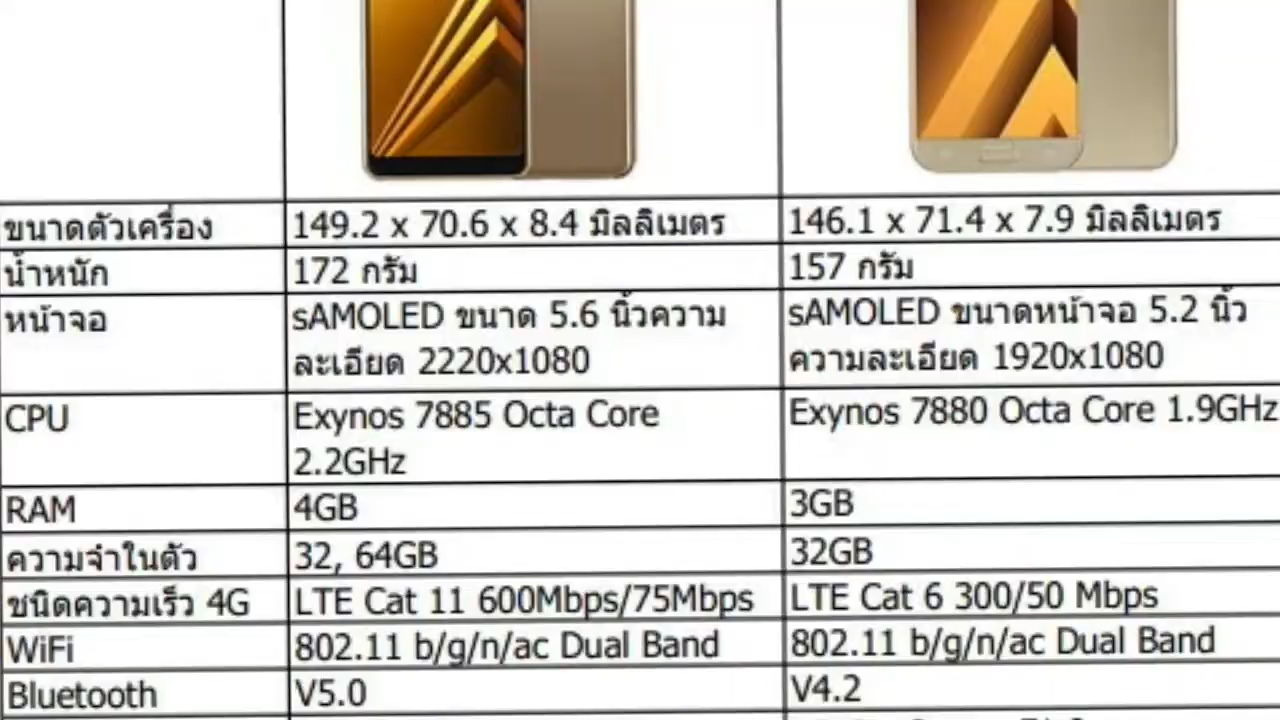 ขนาดตัวเครื่อง 149.2 x 70.6 x 8.4 มิลลิเมตร 146.1 x 71.4 x 7.9 มิลลิเมตร
น้ำหนัก 172 กรัม 157 กรัม
หน้าจอ sAMOLED ขนาด 5.6 นิ้วความ sAMOLED ขนาดหน้าจอ 5.2 นิ้ว
ละเอียด 2220x1080 ความละเอียด 1920x1080
CPU Exynos 7885 Octa Core Exynos 7880 Octa Core 1.9GHz
2.2GHz
RAM 4GB 3GB
ความจำในตัว 32, 64GB 32GB
ชนิดความเร็ว 4G LTE Cat 11 600Mbps/75Mbps LTE Cat 6 300/50 Mbps
WiFi 802.11 b/g/n/ac Dual Band 802.11 b/g/n/ac Dual Band
Bluetooth V5.0 V4.2